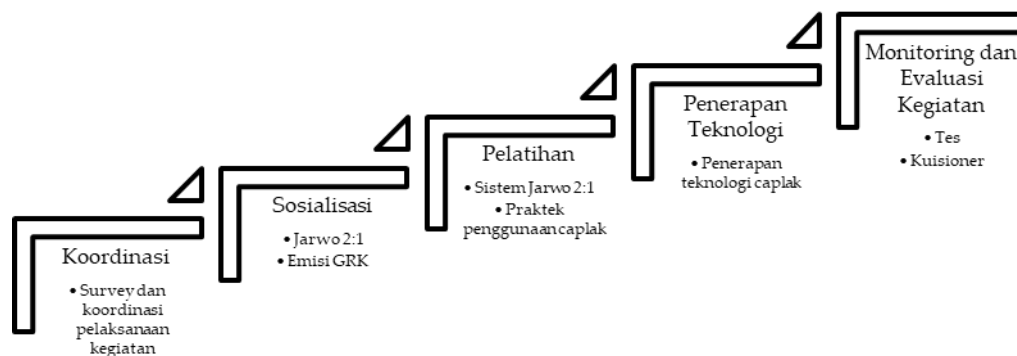 Koordinasi
• Survey dan
koordinasi
pelaksanaan
kegiatan
Sosialisasi
• Jarwo 2:1
• Emisi GRK
Pelatihan
• Sistem Jarwo 2:1
• Praktek
penggunaan caplak
Penerapan
Teknologi
• Penerapan
teknologi caplak
Monitoring dan
Evaluasi
Kegiatan
• Tes
• Kuisioner